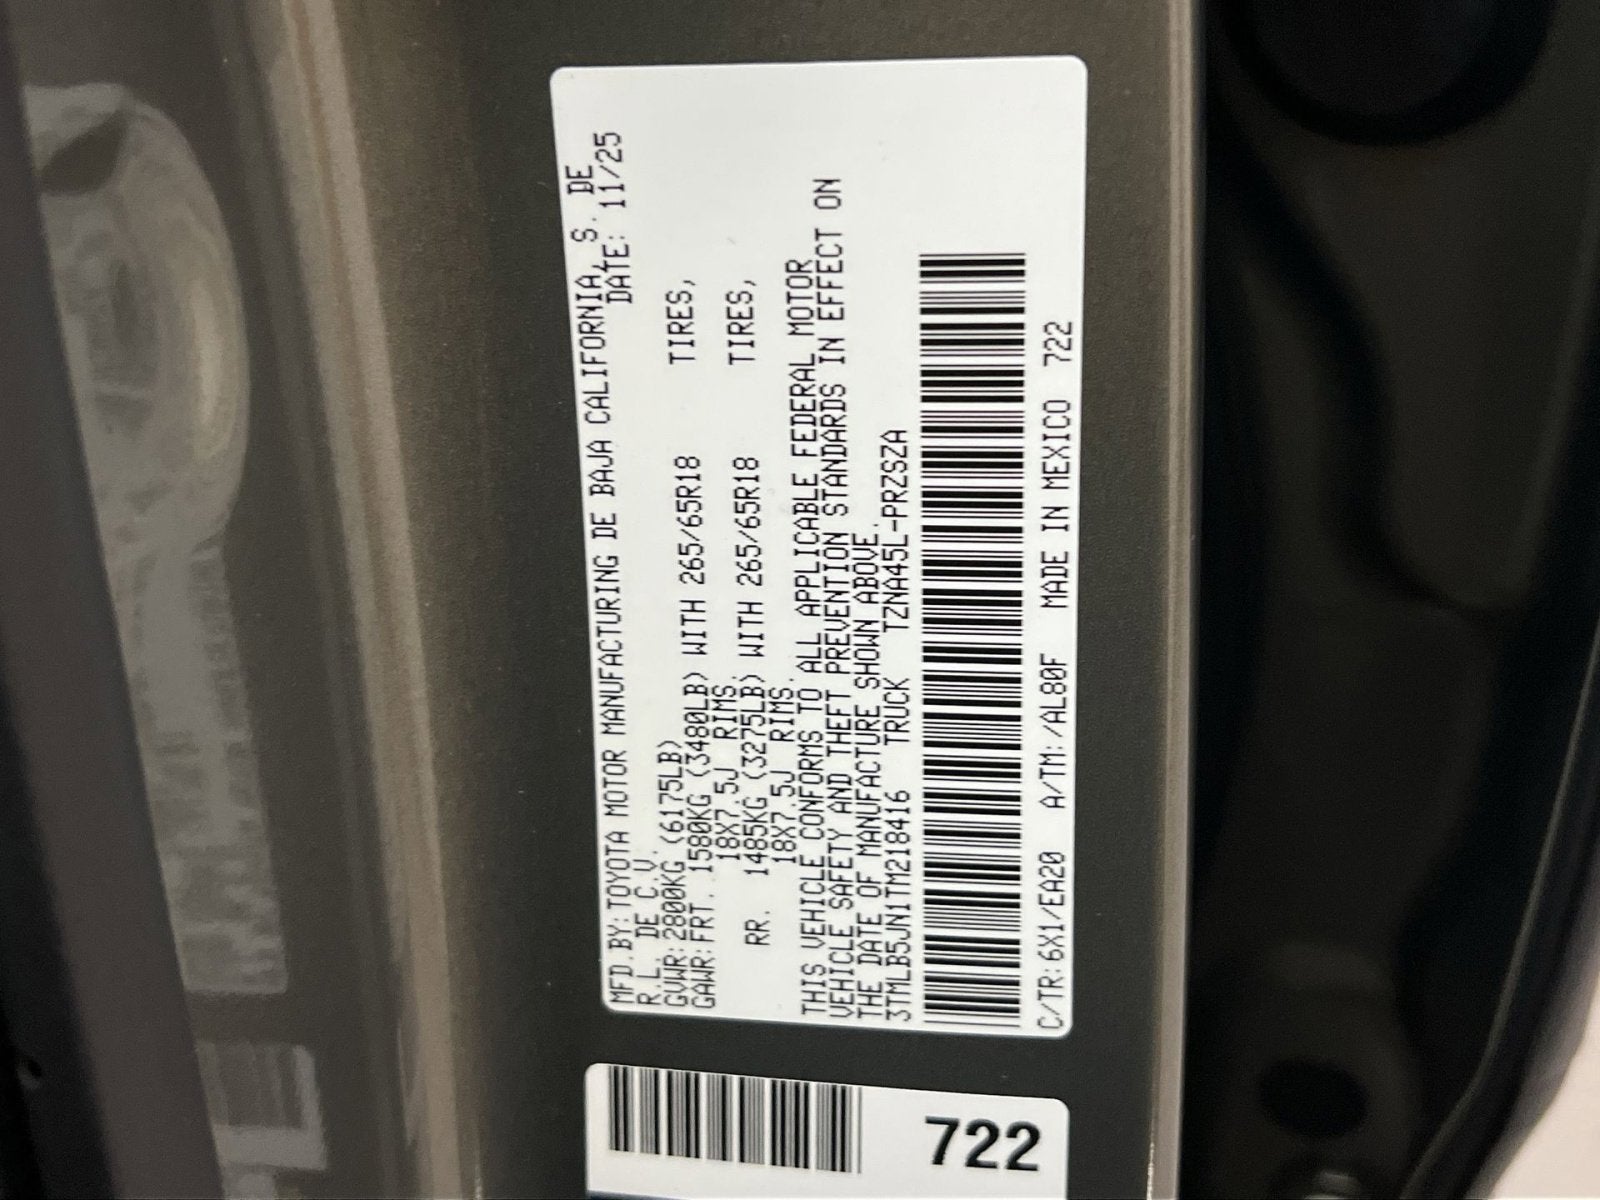 MFD.BY:TOYOTA MOTOR MANUFACTURING DE BAJA CALIFORNIA, S. DE
R.L. DE C.V. DATE: 11/25
GVWR:2800KG (6175LB)
GAWR:FRT. 1580KG (3480LB) WITH 265/65R18 TIRES,
18X7.5J RIMS.
RR. 1485KG (3275LB) WITH 265/65R18 TIRES,
18X7.5J RIMS.
THIS VEHICLE CONFORMS TO ALL APPLICABLE FEDERAL MOTOR
VEHICLE SAFETY AND THEFT PREVENTION STANDARDS IN EFFECT ON
THE DATE OF MANUFACTURE SHOWN ABOVE.
3TMLB5JN1TM218416 TRUCK TZNA45L-PRZSZA
C/TR:6X1/EA20 A/TM:/AL80F MADE IN MEXICO 722
722